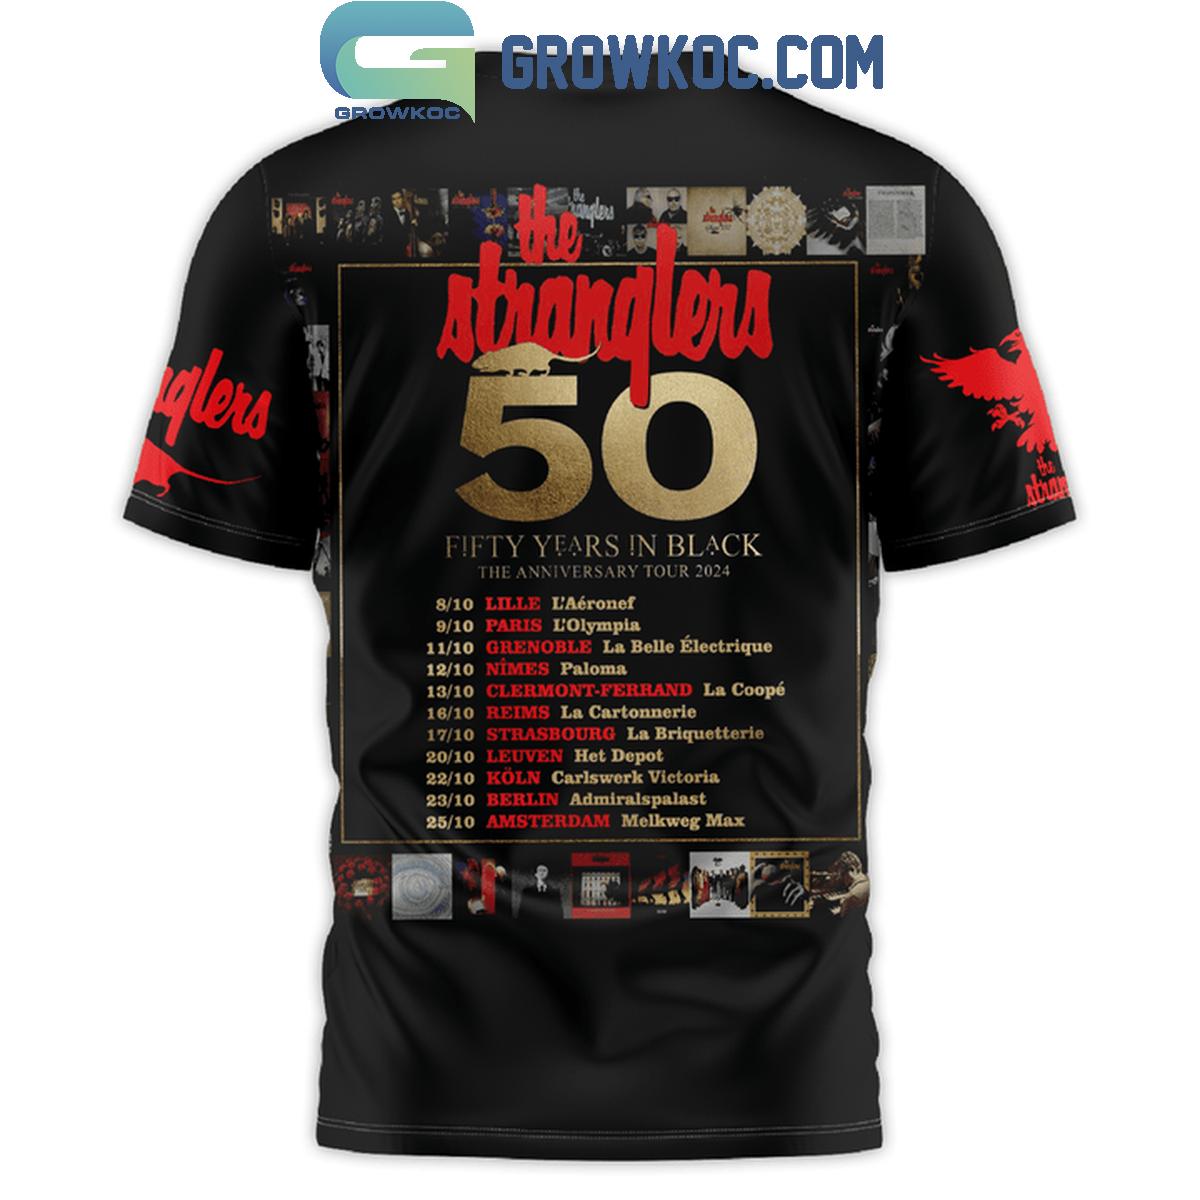 GROWKOC.COM
GROWKOC
the
stranglers
50
FIFTY YEARS IN BLACK
THE ANNIVERSARY TOUR 2024
8/10 LILLE L'Aéronef
9/10 PARIS L'Olympia
11/10 GRENOBLE La Belle Électrique
12/10 NÎMES Paloma
13/10 CLERMONT-FERRAND La Coopé
16/10 REIMS La Cartonnerie
17/10 STRASBOURG La Briquetterie
20/10 LEUVEN Het Depot
22/10 KÖLN Carlswerk Victoria
23/10 BERLIN Admiralspalast
25/10 AMSTERDAM Melkweg Max
nglers
the
stran